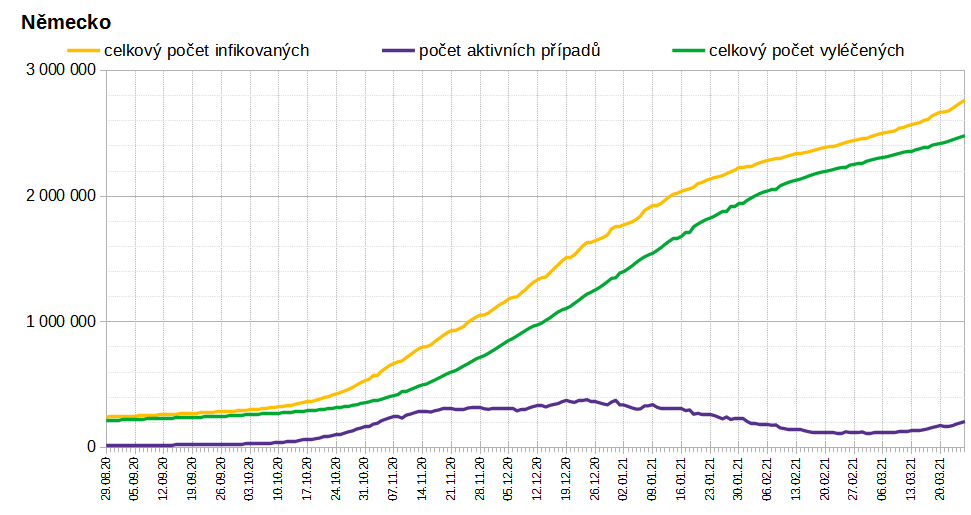 Německo
celkový počet infikovaných počet aktivních případů celkový počet vyléčených
3 000 000
2 000 000
1 000 000
0
29.08.20 05.09.20 12.09.20 19.09.20 26.09.20 03.10.20 10.10.20 17.10.20 24.10.20 31.10.20 07.11.20 14.11.20 21.11.20 28.11.20 05.12.20 12.12.20 19.12.20 26.12.20 02.01.21 09.01.21 16.01.21 23.01.21 30.01.21 06.02.21 13.02.21 20.02.21 27.02.21 06.03.21 13.03.21 20.03.21